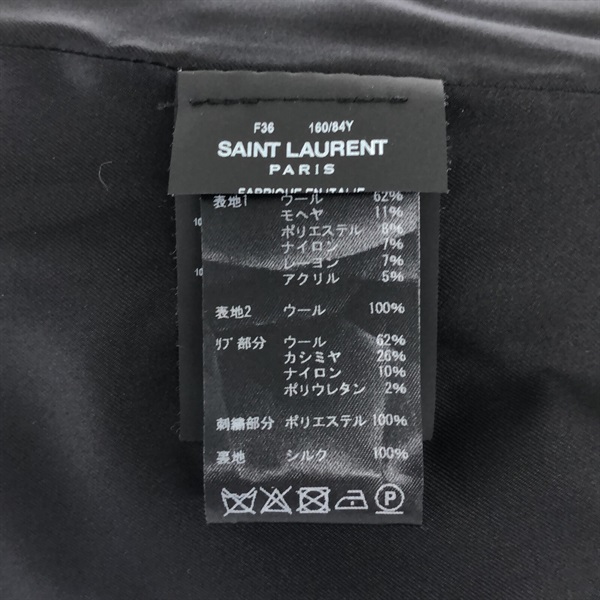 F36 160/84Y
SAINT LAURENT
PARIS
FABRIQUE EN ITALIE
表地1 ウール 62%
モヘヤ 11%
ポリエステル 8%
ナイロン 7%
レーヨン 7%
アクリル 5%
表地2 ウール 100%
ﾘﾌﾞ部分 ウール 62%
カシミヤ 26%
ナイロン 10%
ポリウレタン 2%
刺繍部分 ポリエステル 100%
裏地 シルク 100%
P